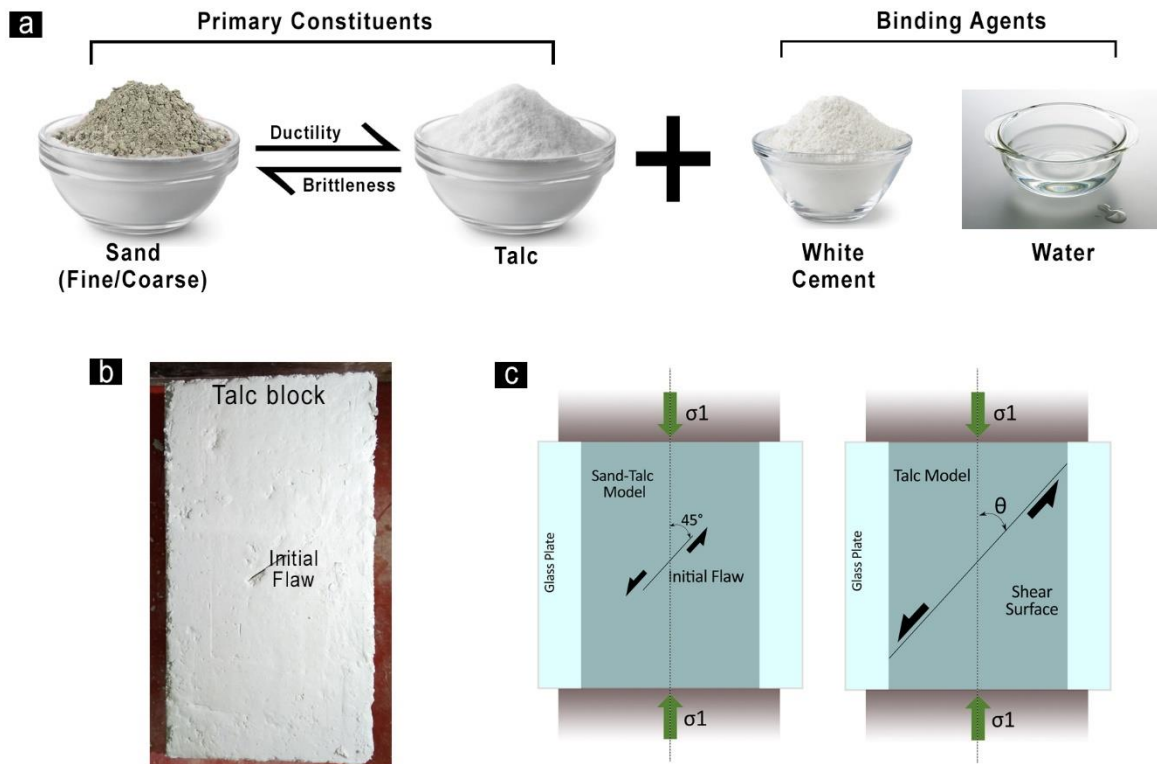 a
Primary Constituents
Binding Agents
Ductility
Brittleness
Sand
(Fine/Coarse)
Talc
White
Cement
Water
b
Talc block
Initial
Flaw
c
σ1
σ1
Sand-Talc
Model
45°
Initial Flaw
Glass Plate
σ1
Talc Model
θ
Glass Plate
Shear
Surface
σ1